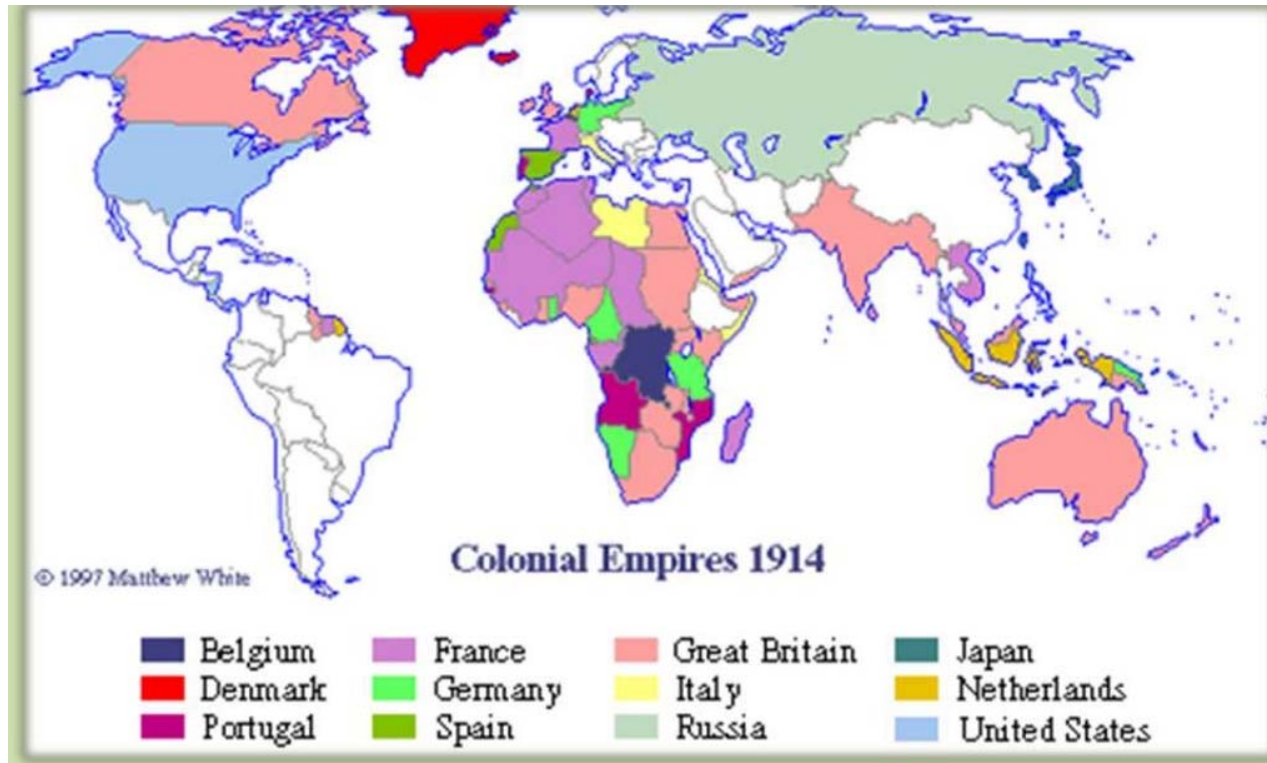 Colonial Empires 1914
© 1997 Matthew White
Belgium France Great Britain Japan
Denmark Germany Italy Netherlands
Portugal Spain Russia United States